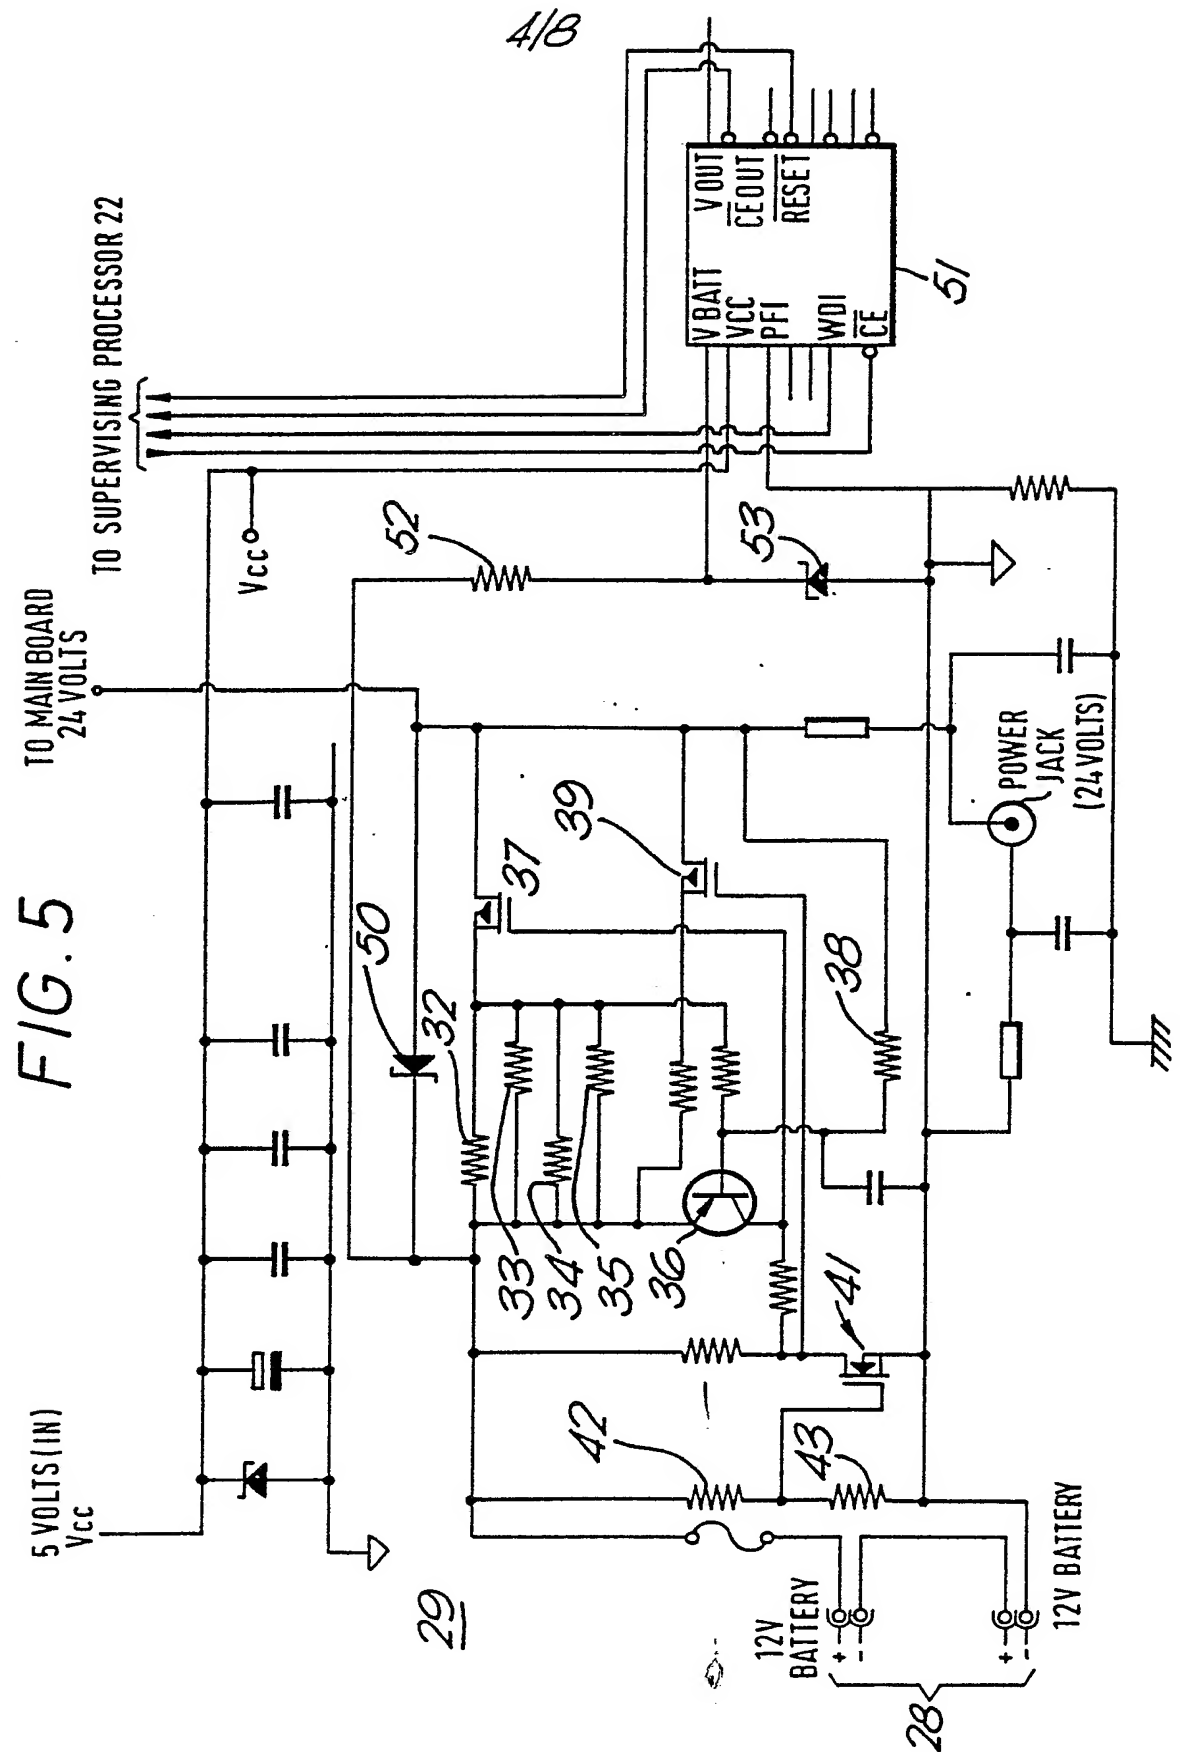 4/8
FIG. 5
5 VOLTS(IN)
Vcc
TO MAIN BOARD
24 VOLTS
TO SUPERVISING PROCESSOR 22
Vcc
29
50
32
33
34
35
36
37
39
38
41
42
43
52
53
V BATT
VCC
PFI
WDI
CE
V OUT
CEOUT
RESET
51
POWER
JACK
(24 VOLTS)
12V
BATTERY
+
-
+
-
12V BATTERY
28